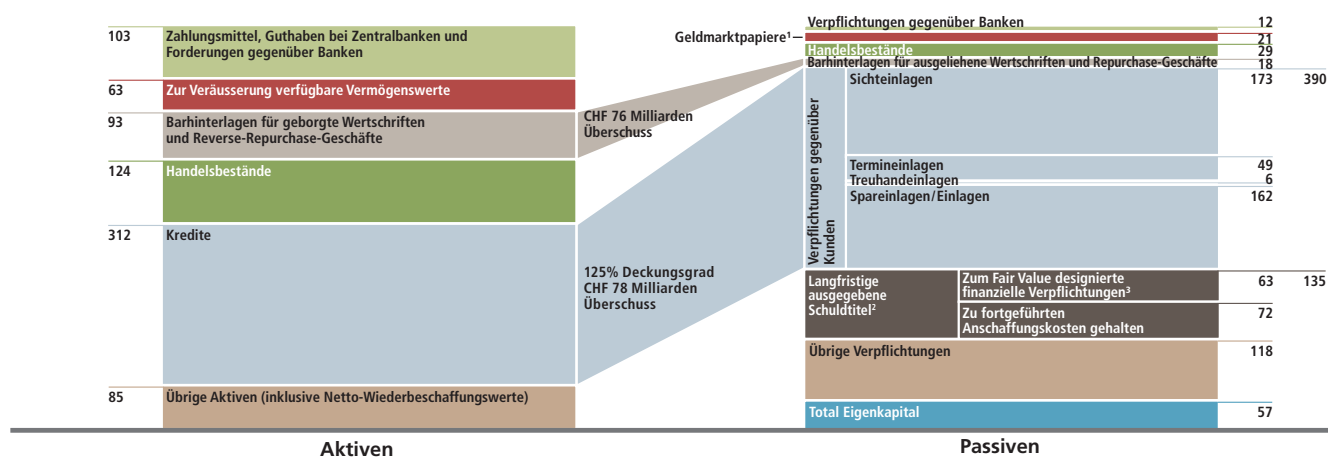 103 Zahlungsmittel, Guthaben bei Zentralbanken und
Forderungen gegenüber Banken
63 Zur Veräusserung verfügbare Vermögenswerte
93 Barhinterlagen für geborgte Wertschriften
und Reverse-Repurchase-Geschäfte
124 Handelsbestände
312 Kredite
85 Übrige Aktiven (inklusive Netto-Wiederbeschaffungswerte)
Aktiven
CHF 76 Milliarden
Überschuss
125% Deckungsgrad
CHF 78 Milliarden
Überschuss
Verpflichtungen gegenüber Banken 12
Geldmarktpapiere¹ 21
Handelsbestände 29
Barhinterlagen für ausgeliehene Wertschriften und Repurchase-Geschäfte 18
Verpflichtungen gegenüber
Kunden
Sichteinlagen 173 390
Termineinlagen 49
Treuhandeinlagen 6
Spareinlagen/Einlagen 162
Langfristige
ausgegebene
Schuldtitel²
Zum Fair Value designierte 63 135
finanzielle Verpflichtungen³
Zu fortgeführten 72
Anschaffungskosten gehalten
Übrige Verpflichtungen 118
Total Eigenkapital 57
Passiven